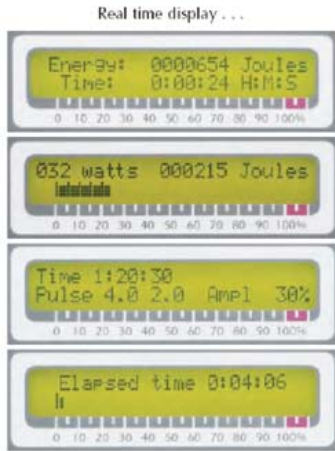 Real time display . . .
Energy: 0000654 Joules
Time: 0:00:24 H:M:S
0 10 20 30 40 50 60 70 80 90 100%
032 watts 000215 Joules
0 10 20 30 40 50 60 70 80 90 100%
Time 1:20:30
Pulse 4.0 2.0 Ampl 30%
0 10 20 30 40 50 60 70 80 90 100%
Elapsed time 0:04:06
0 10 20 30 40 50 60 70 80 90 100%